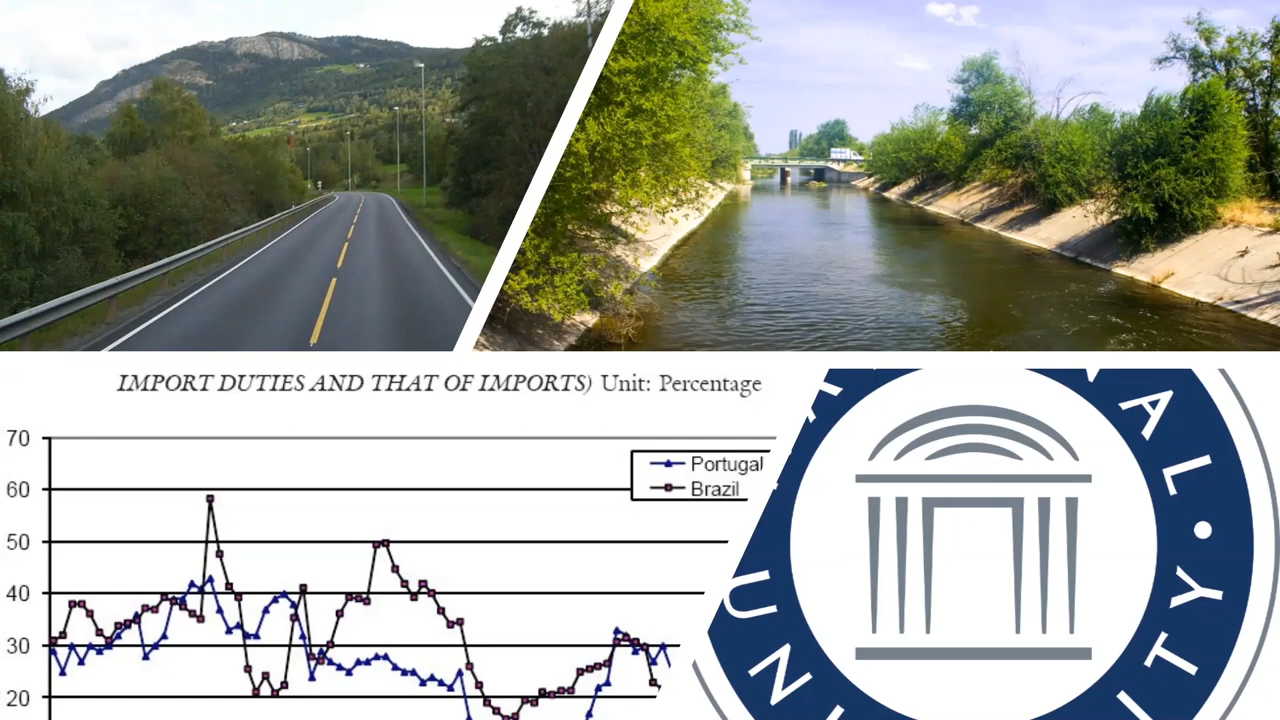 IMPORT DUTIES AND THAT OF IMPORTS) Unit: Percentage
70
60
50
40
30
20
Portugal
Brazil